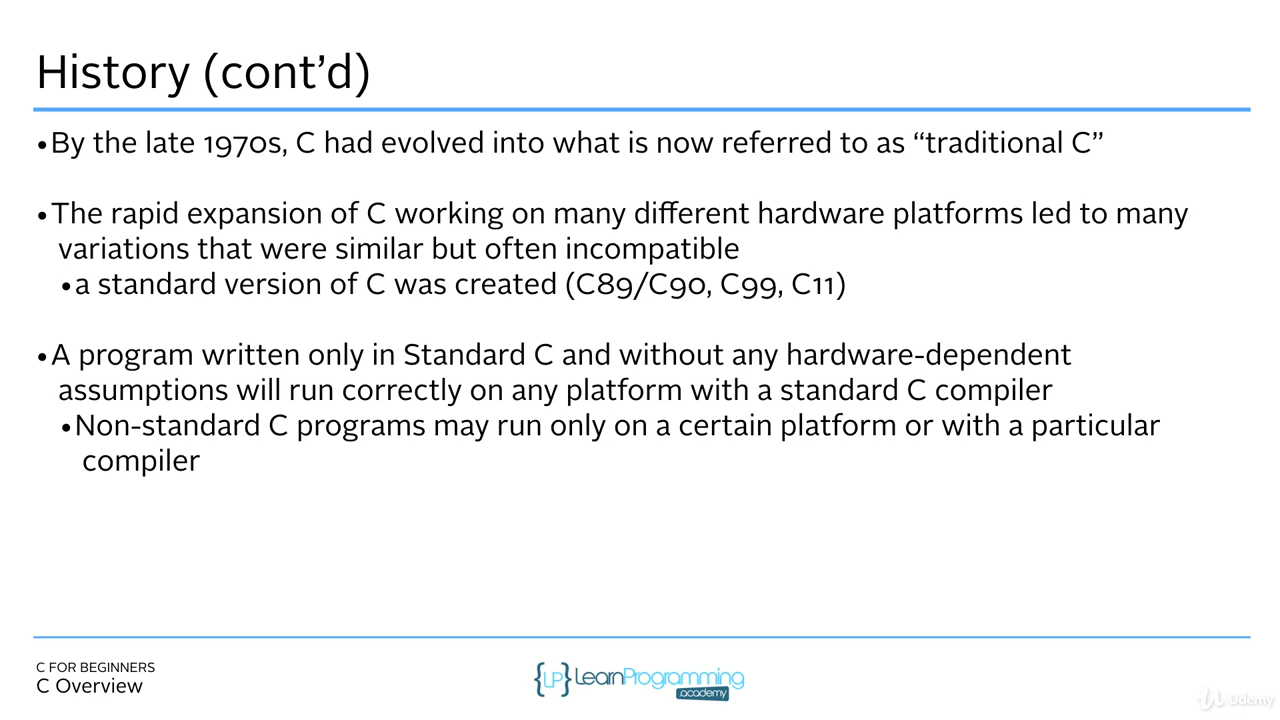 History (cont’d)
•By the late 1970s, C had evolved into what is now referred to as “traditional C”
•The rapid expansion of C working on many different hardware platforms led to many
variations that were similar but often incompatible
•a standard version of C was created (C89/C90, C99, C11)
•A program written only in Standard C and without any hardware-dependent
assumptions will run correctly on any platform with a standard C compiler
•Non-standard C programs may run only on a certain platform or with a particular
compiler
C FOR BEGINNERS
C Overview
{LP} LearnProgramming
.academy
Udemy